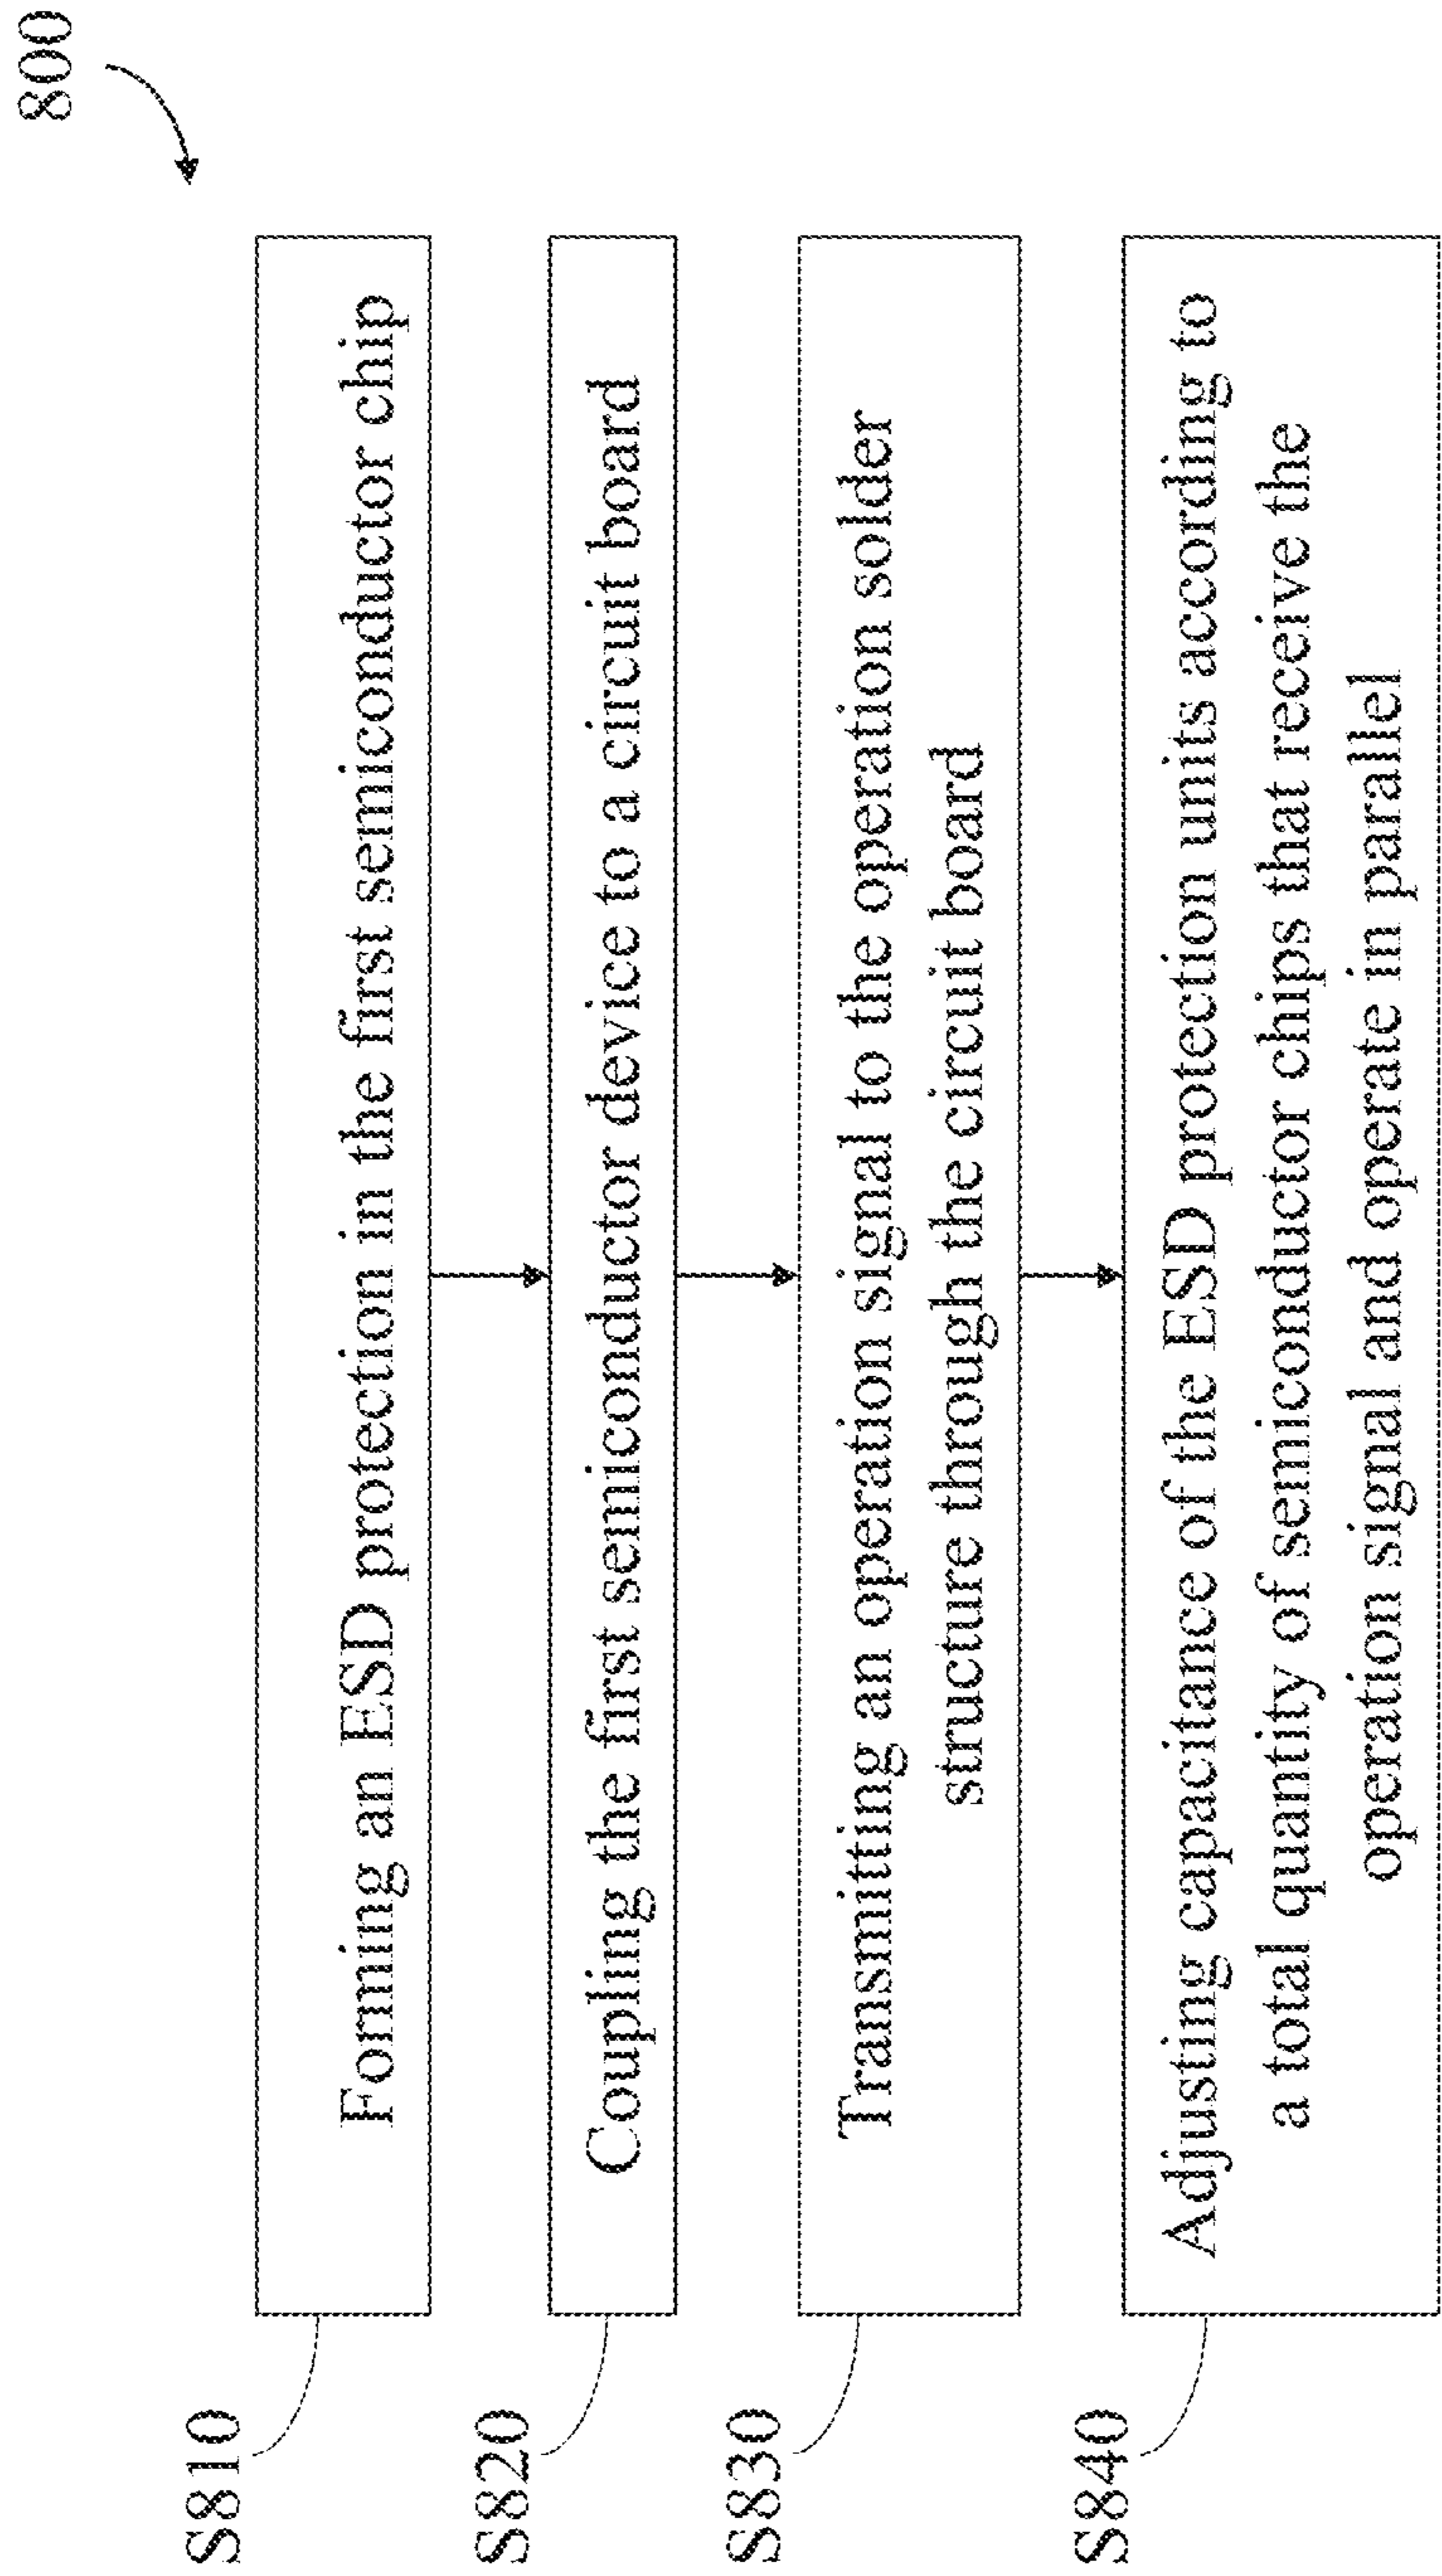 800
S810
Forming an ESD protection in the first semiconductor chip
S820
Coupling the first semiconductor device to a circuit board
S830
Transmitting an operation signal to the operation solder
structure through the circuit board
S840
Adjusting capacitance of the ESD protection units according to
a total quantity of semiconductor chips that receive the
operation signal and operate in parallel